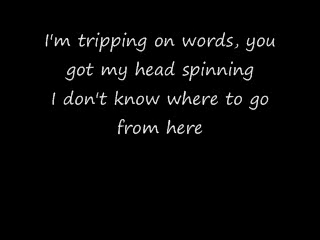 I'm tripping on words, you
got my head spinning
I don't know where to go
from here